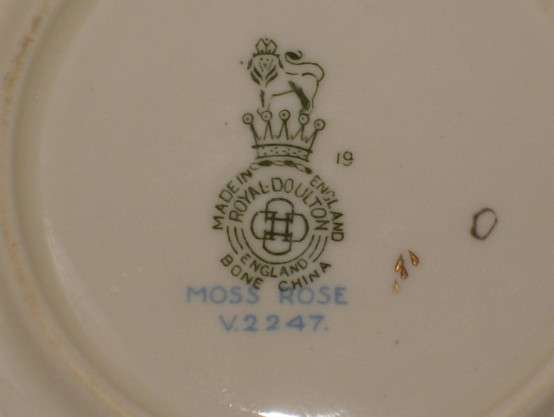 19
MADE IN ENGLAND
ROYAL·DOULTON
ENGLAND
BONE CHINA
MOSS ROSE
V.2247.